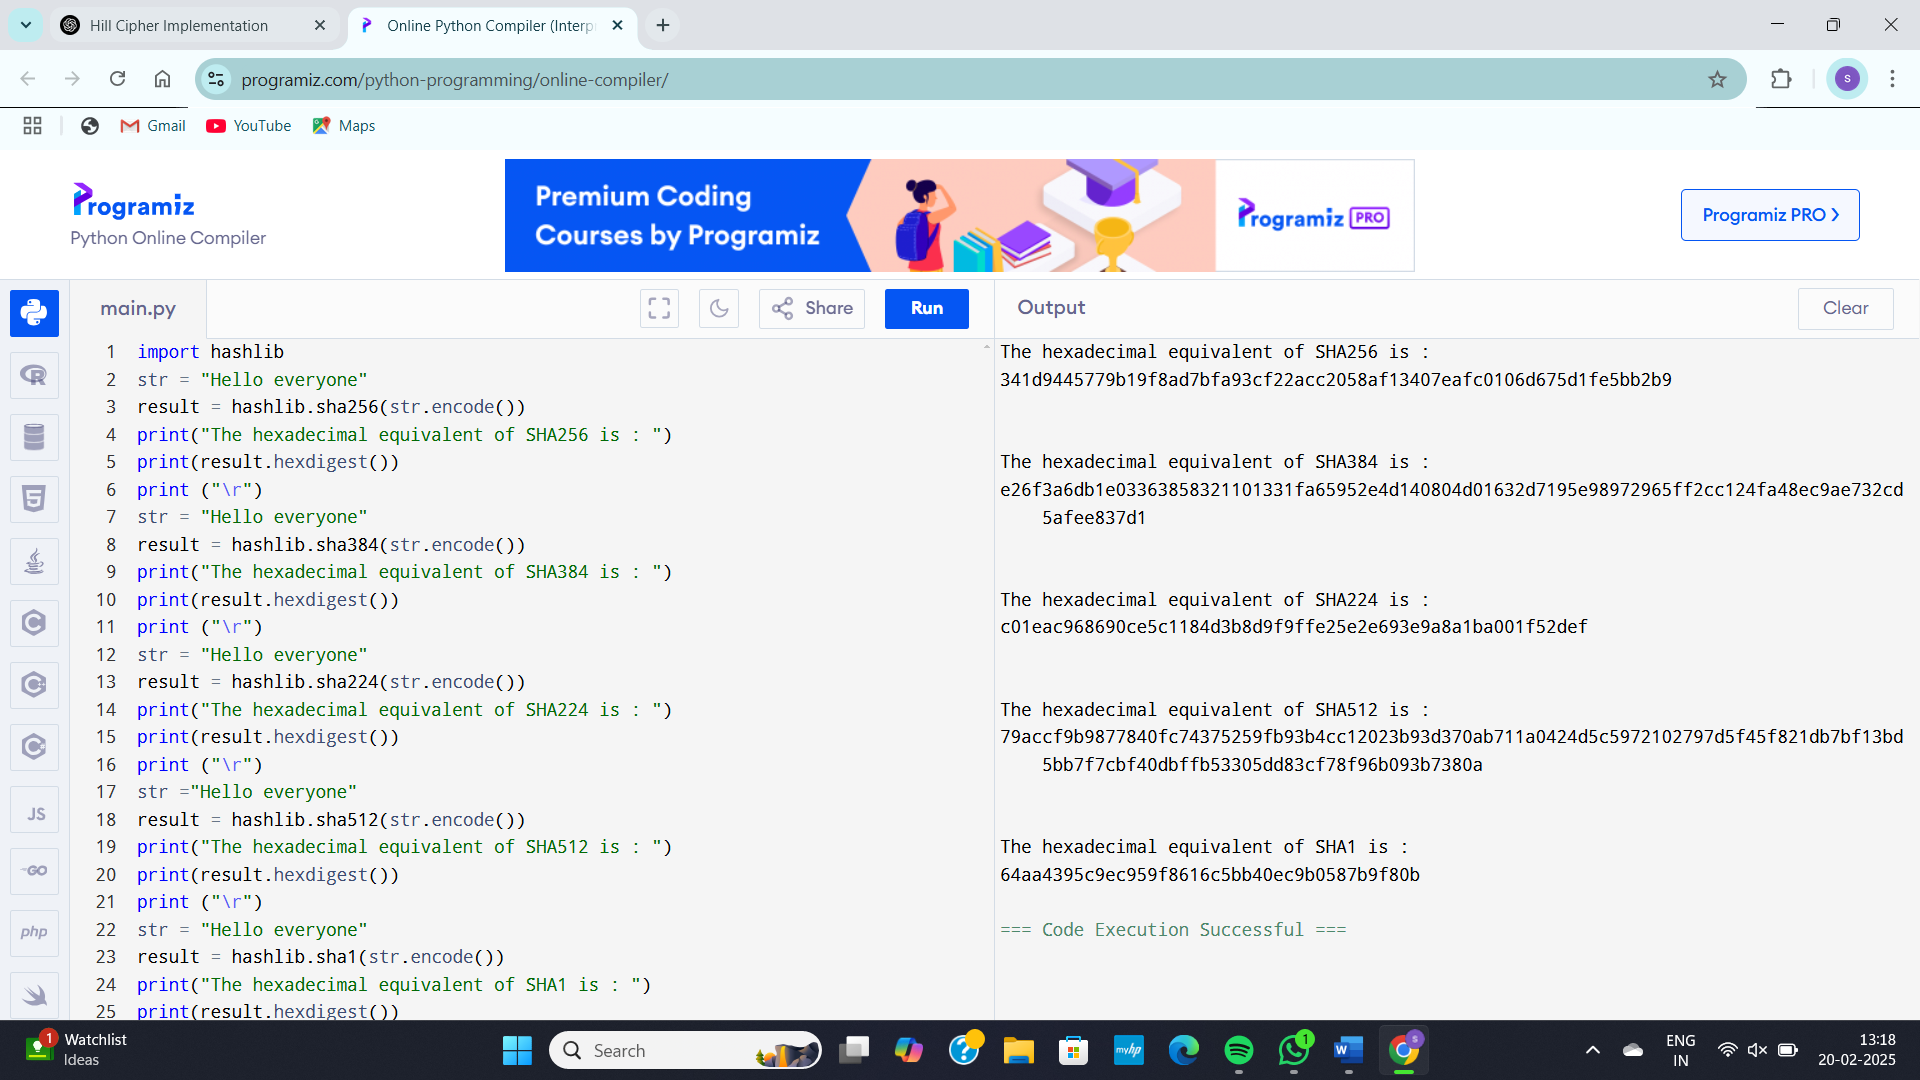 Hill Cipher Implementation
Online Python Compiler (Interp
programiz.com/python-programming/online-compiler/
S
Gmail
YouTube
Maps
Programiz
Python Online Compiler
Premium Coding
Courses by Programiz
Programiz PRO
Programiz PRO ❯
main.py
Share
Run
Output
Clear
1 import hashlib
2 str = "Hello everyone"
3 result = hashlib.sha256(str.encode())
4 print("The hexadecimal equivalent of SHA256 is : ")
5 print(result.hexdigest())
6 print ("\r")
7 str = "Hello everyone"
8 result = hashlib.sha384(str.encode())
9 print("The hexadecimal equivalent of SHA384 is : ")
10 print(result.hexdigest())
11 print ("\r")
12 str = "Hello everyone"
13 result = hashlib.sha224(str.encode())
14 print("The hexadecimal equivalent of SHA224 is : ")
15 print(result.hexdigest())
16 print ("\r")
17 str ="Hello everyone"
18 result = hashlib.sha512(str.encode())
19 print("The hexadecimal equivalent of SHA512 is : ")
20 print(result.hexdigest())
21 print ("\r")
22 str = "Hello everyone"
23 result = hashlib.sha1(str.encode())
24 print("The hexadecimal equivalent of SHA1 is : ")
25 print(result.hexdigest())
The hexadecimal equivalent of SHA256 is :
341d9445779b19f8ad7bfa93cf22acc2058af13407eafc0106d675d1fe5bb2b9
The hexadecimal equivalent of SHA384 is :
e26f3a6db1e03363858321101331fa65952e4d140804d01632d7195e98972965ff2cc124fa48ec9ae732cd
5afee837d1
The hexadecimal equivalent of SHA224 is :
c01eac968690ce5c1184d3b8d9f9ffe25e2e693e9a8a1ba001f52def
The hexadecimal equivalent of SHA512 is :
79accf9b9877840fc74375259fb93b4cc12023b93d370ab711a0424d5c5972102797d5f45f821db7bf13bd
5bb7f7cbf40dbffb53305dd83cf78f96b093b7380a
The hexadecimal equivalent of SHA1 is :
64aa4395c9ec959f8616c5bb40ec9b0587b9f80b
=== Code Execution Successful ===
R
5
C
C
C
JS
GO
php
1
Watchlist
Ideas
Search
?
myhp
1
W
S
ENG
IN
13:18
20-02-2025